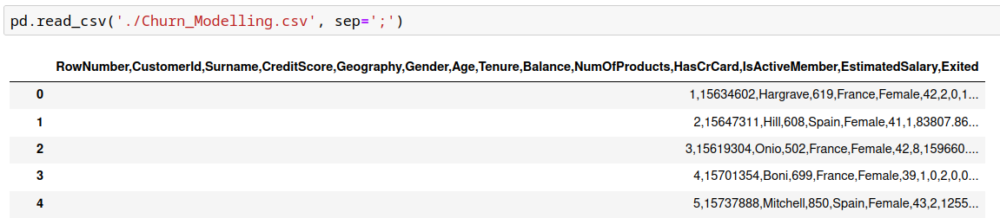 pd.read_csv('./Churn_Modelling.csv', sep=';')
RowNumber,CustomerId,Surname,CreditScore,Geography,Gender,Age,Tenure,Balance,NumOfProducts,HasCrCard,IsActiveMember,EstimatedSalary,Exited
0 1,15634602,Hargrave,619,France,Female,42,2,0,1...
1 2,15647311,Hill,608,Spain,Female,41,1,83807.86...
2 3,15619304,Onio,502,France,Female,42,8,159660....
3 4,15701354,Boni,699,France,Female,39,1,0,2,0,0...
4 5,15737888,Mitchell,850,Spain,Female,43,2,1255...